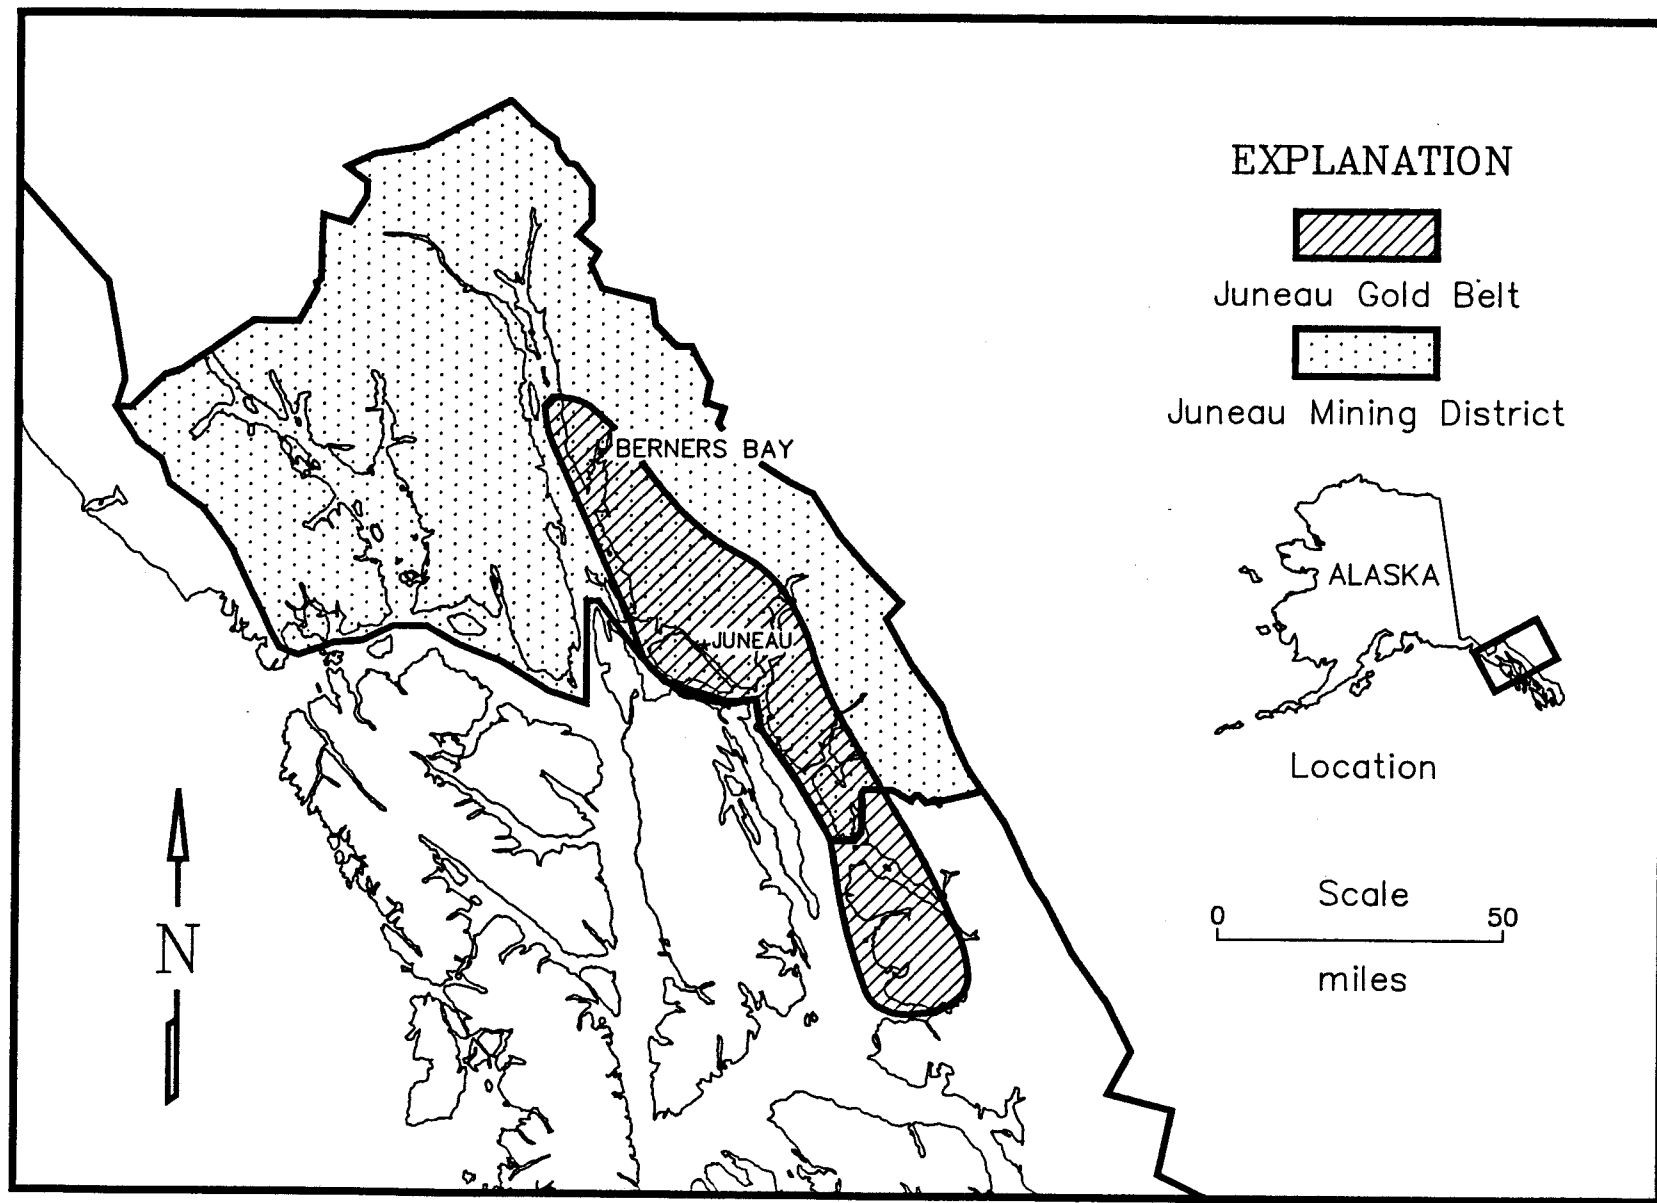 EXPLANATION
Juneau Gold Belt
Juneau Mining District
BERNERS BAY
ALASKA
JUNEAU
Location
Scale
0 50
miles
N